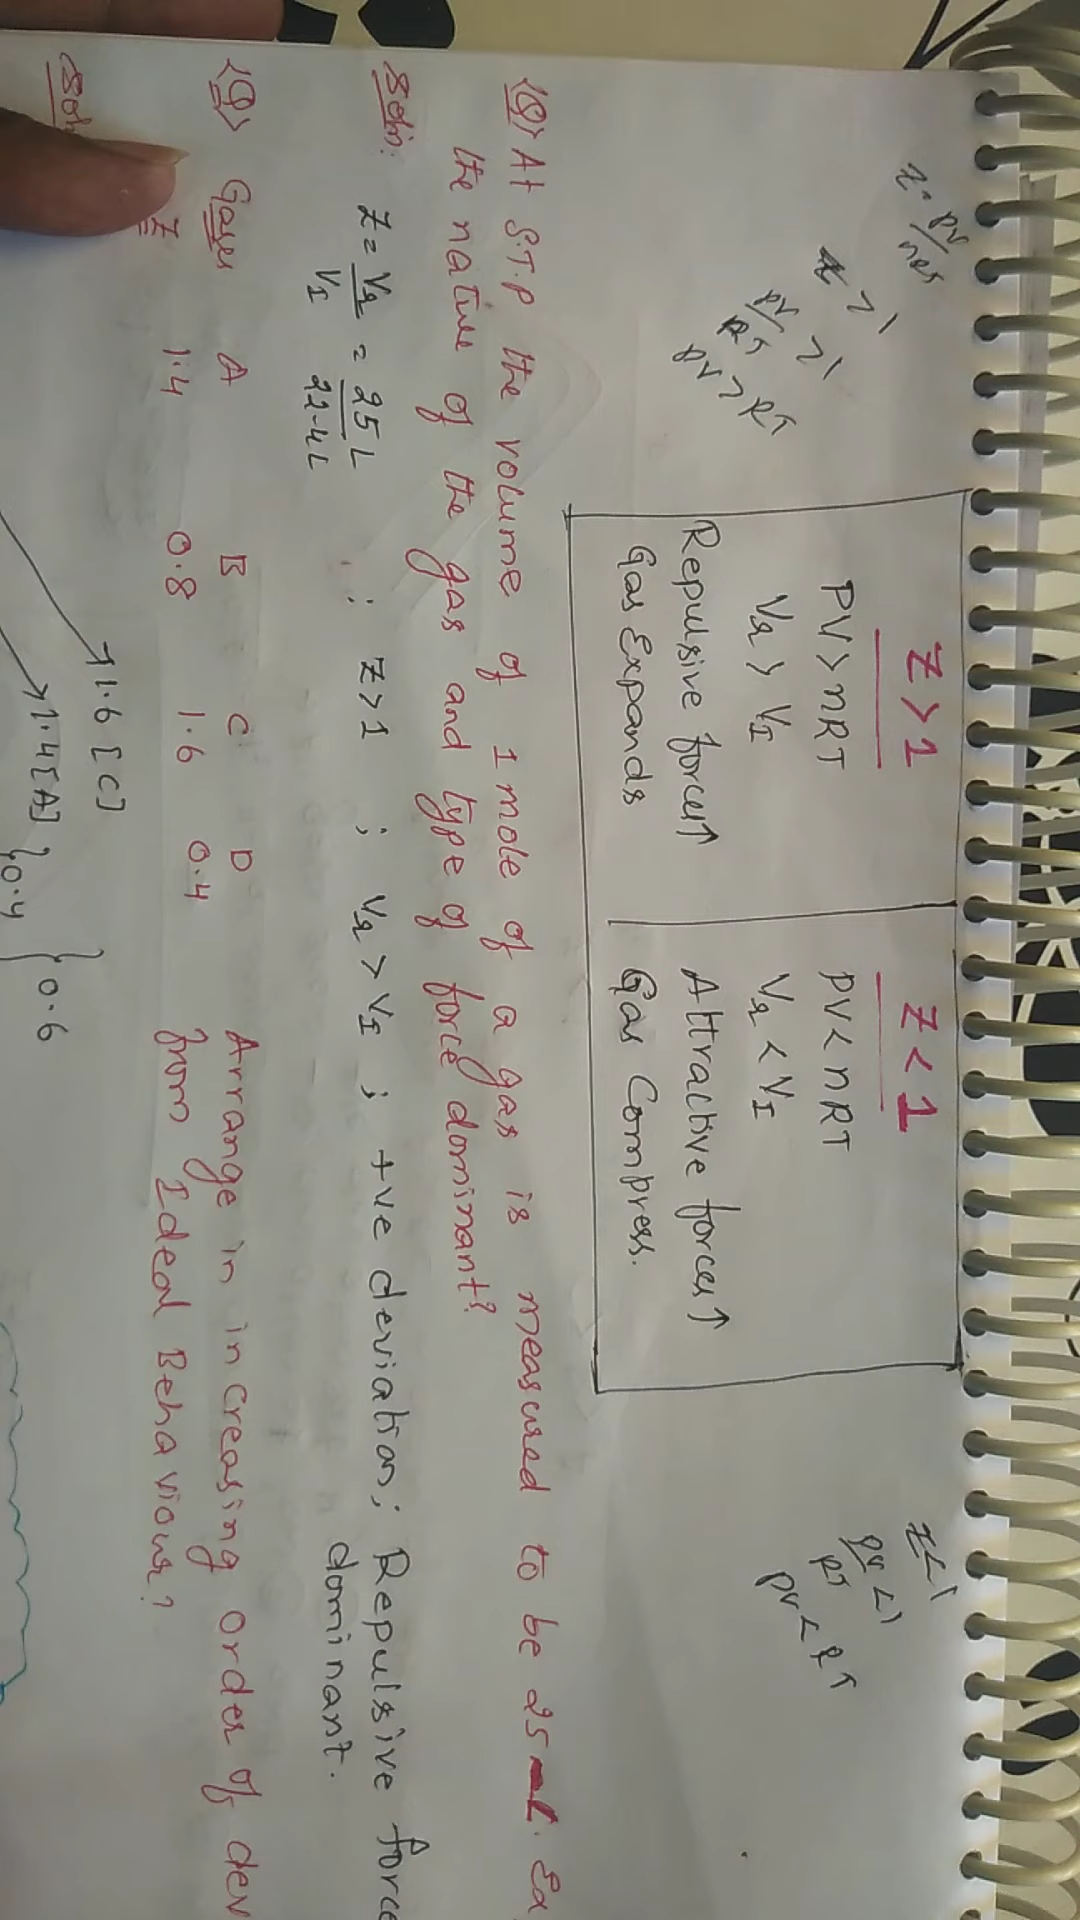 Z = PV/nRT
Z > 1
PV/RT > 1
PV > RT
Z > 1
PV > nRT
VR > VI
Repulsive forces↑
Gas Expands
Z < 1
PV < nRT
VR < VI
Attractive forces↑
Gas Compress.
Z < 1
PV/RT < 1
PV < RT
(Q) At S.T.P the volume of 1 mole of a gas is measured to be 25 L.
the nature of the gas and type of force dominant?
Soln: Z = VR/VI = 25 L/22.4 L ; Z > 1 ; VR > VI ; +ve deviation; Repulsive force
dominant.
(Q) Gases A B C D Arrange in increasing order of dev
Z 1.4 0.8 1.6 0.4 from Ideal Behaviour?
Soln
1.6 [C]
1.4 [A] } 0.4 } 0.6